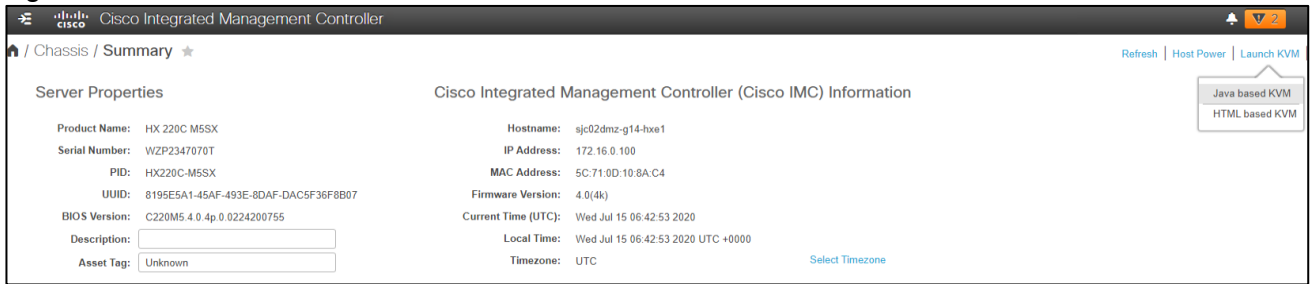 cisco Cisco Integrated Management Controller 2
/ Chassis / Summary
Refresh | Host Power | Launch KVM
Java based KVM
HTML based KVM
Server Properties
Product Name: HX 220C M5SX
Serial Number: WZP2347070T
PID: HX220C-M5SX
UUID: 8195E5A1-45AF-493E-8DAF-DAC5F36F8B07
BIOS Version: C220M5.4.0.4p.0.0224200755
Description:
Asset Tag: Unknown
Cisco Integrated Management Controller (Cisco IMC) Information
Hostname: sjc02dmz-g14-hxe1
IP Address: 172.16.0.100
MAC Address: 5C:71:0D:10:8A:C4
Firmware Version: 4.0(4k)
Current Time (UTC): Wed Jul 15 06:42:53 2020
Local Time: Wed Jul 15 06:42:53 2020 UTC +0000
Timezone: UTC Select Timezone